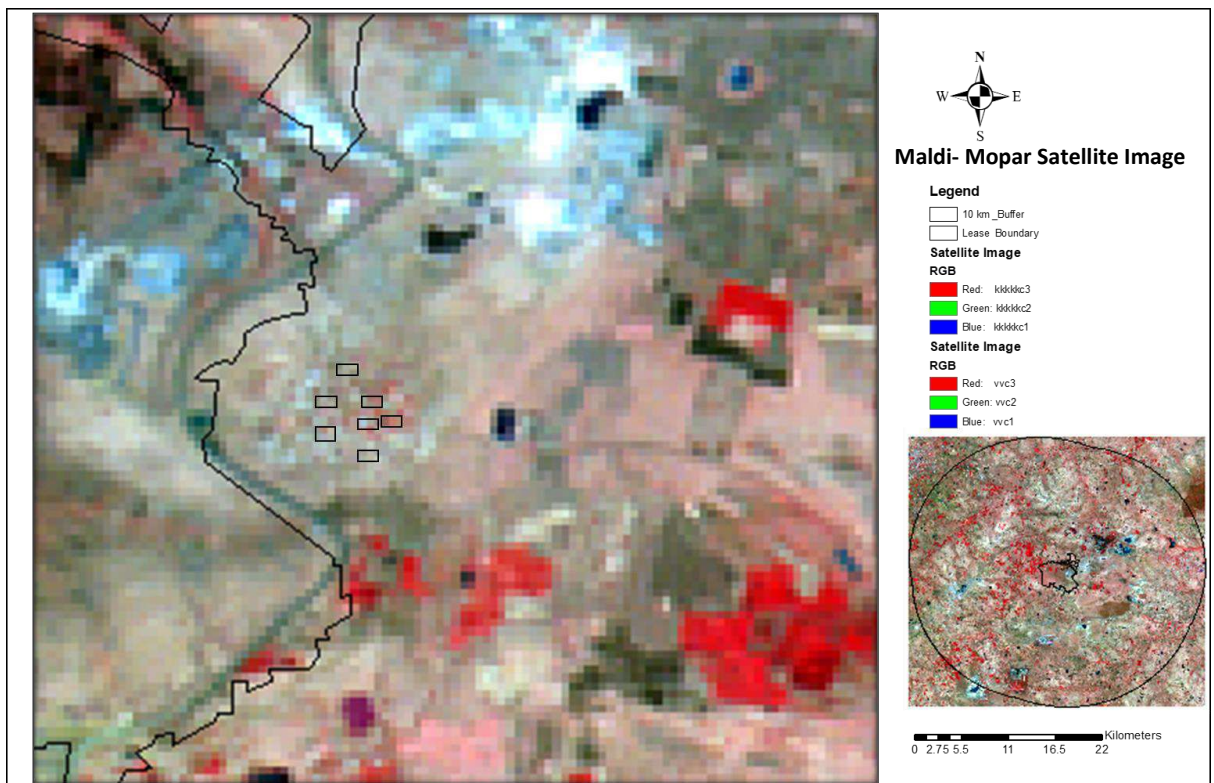 N
W E
S
Maldi- Mopar Satellite Image
Legend
10 km _Buffer
Lease Boundary
Satellite Image
RGB
Red: kkkkkc3
Green: kkkkkc2
Blue: kkkkkc1
Satellite Image
RGB
Red: vvc3
Green: vvc2
Blue: vvc1
Kilometers
0 2.75 5.5 11 16.5 22